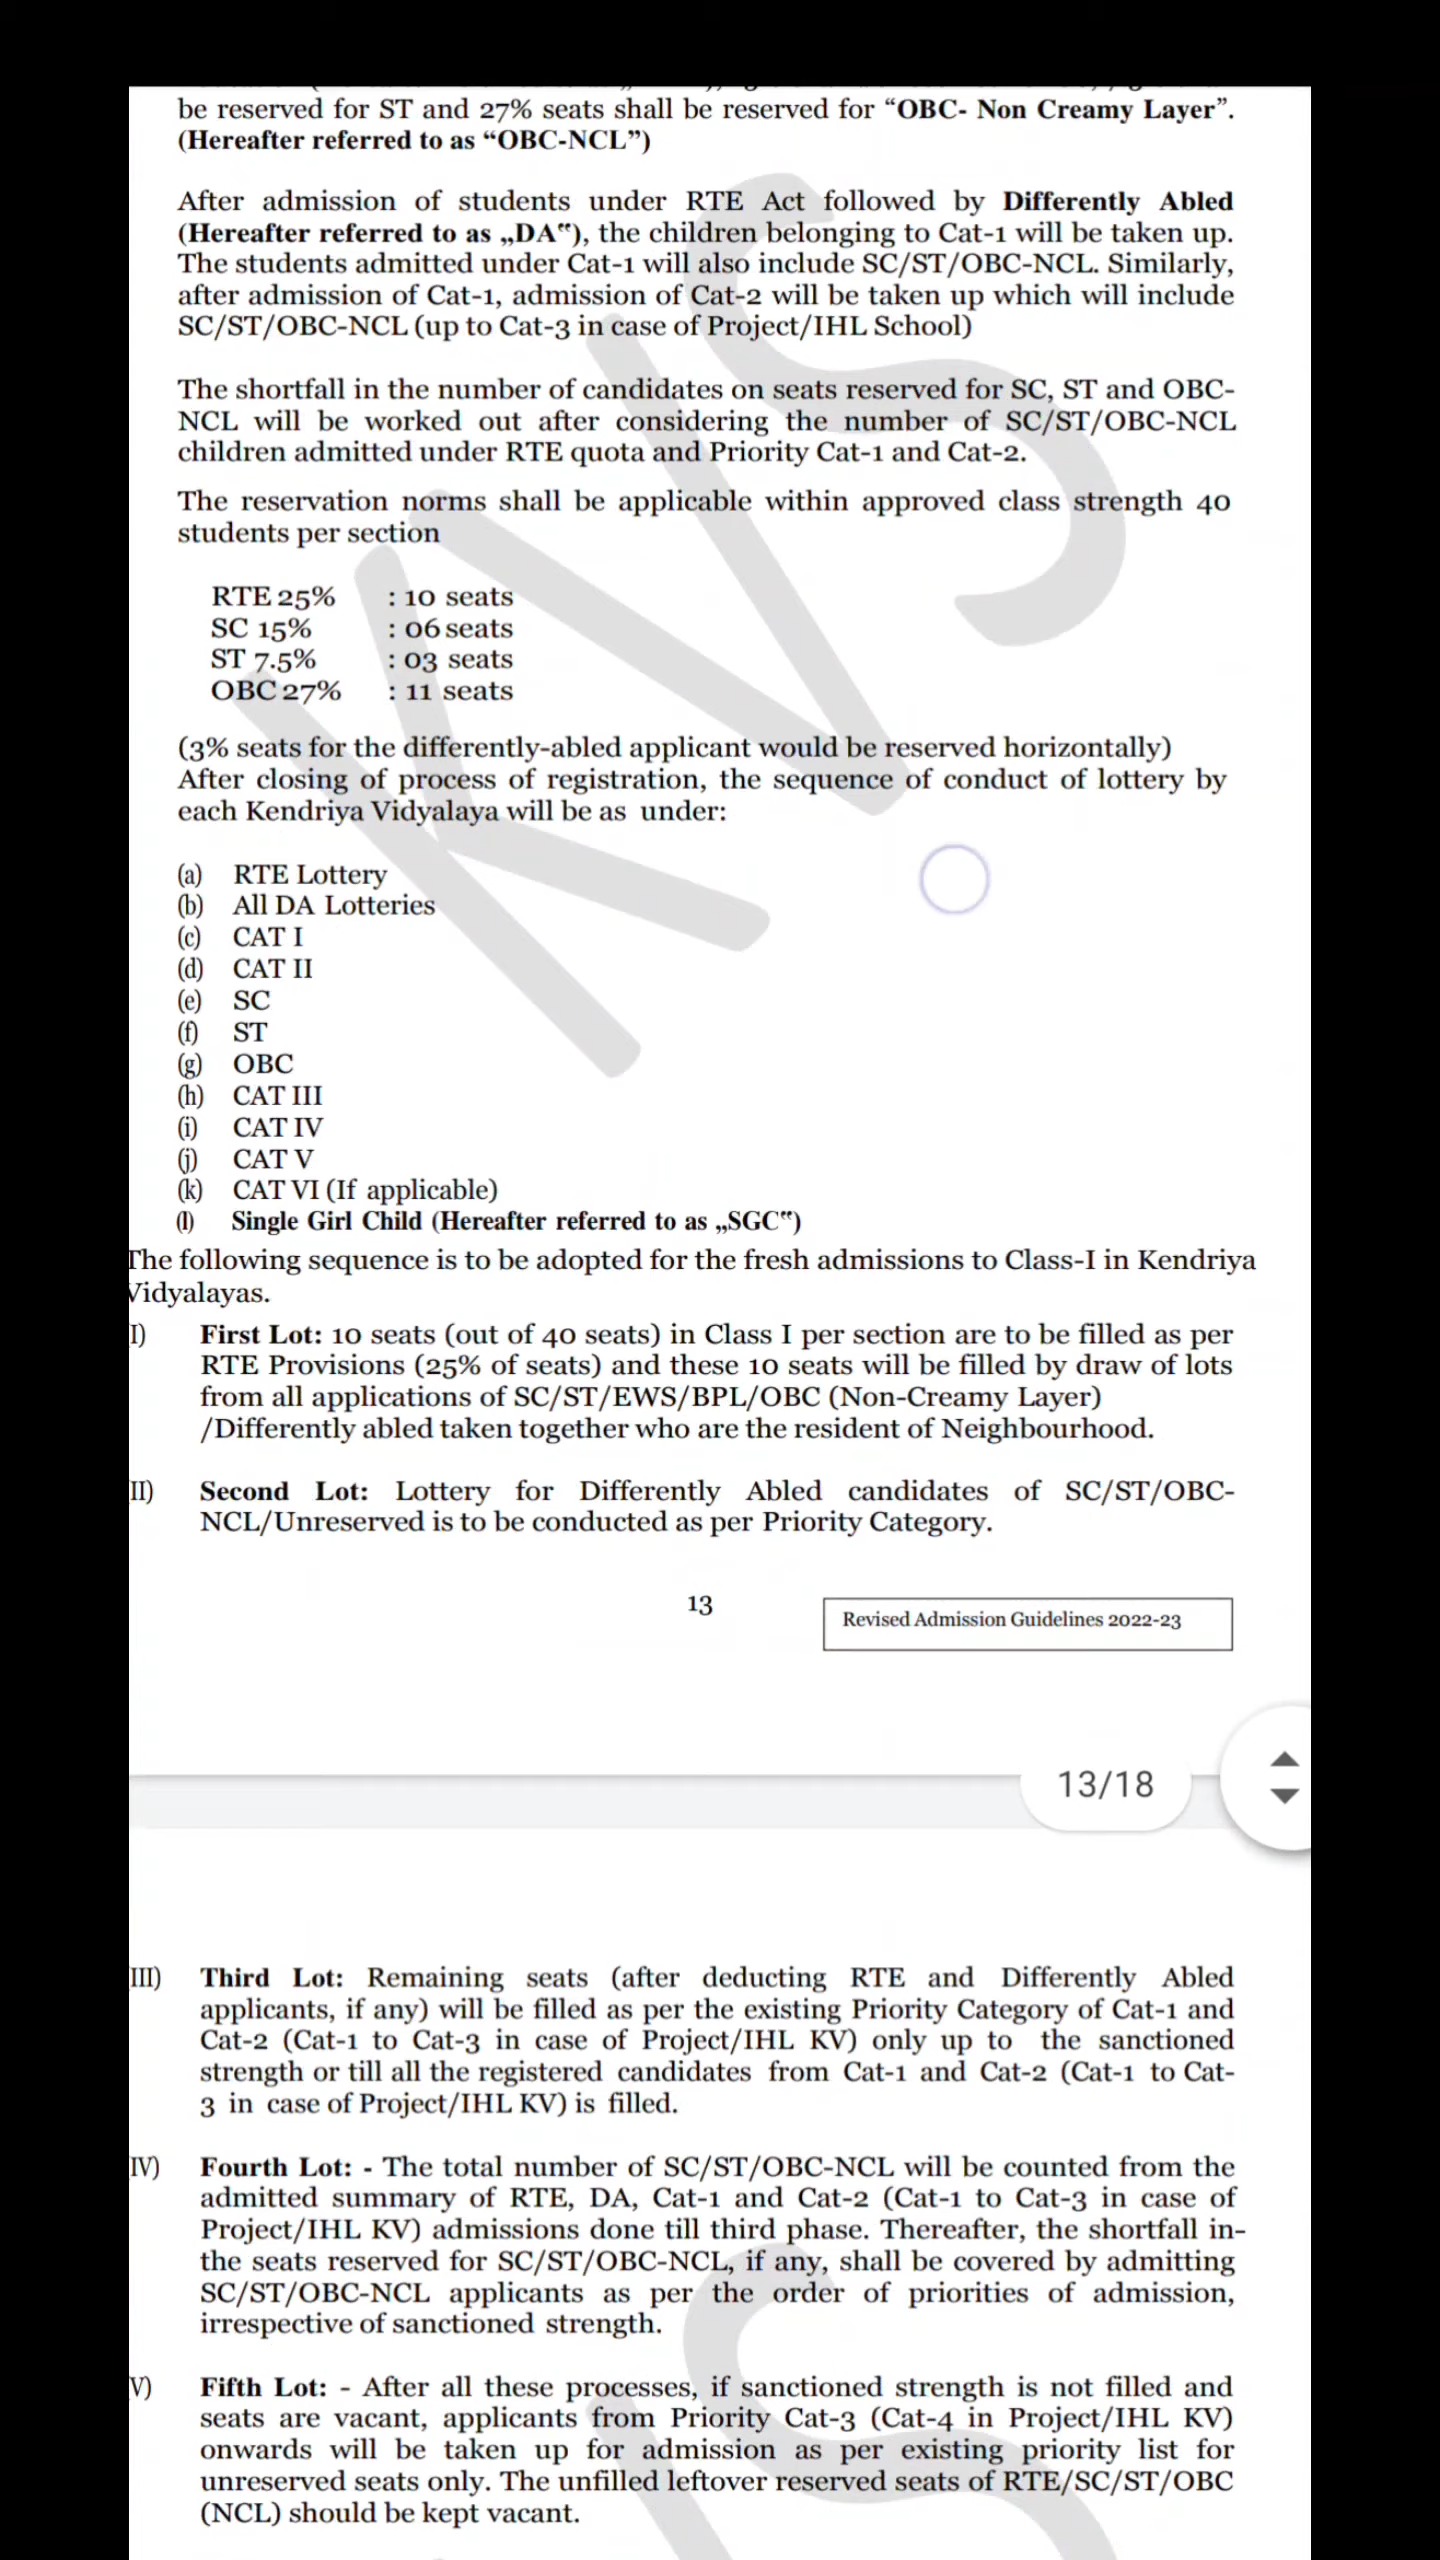 be reserved for ST and 27% seats shall be reserved for “OBC- Non Creamy Layer”.
(Hereafter referred to as “OBC-NCL”)
After admission of students under RTE Act followed by Differently Abled
(Hereafter referred to as „DA‟), the children belonging to Cat-1 will be taken up.
The students admitted under Cat-1 will also include SC/ST/OBC-NCL. Similarly,
after admission of Cat-1, admission of Cat-2 will be taken up which will include
SC/ST/OBC-NCL (up to Cat-3 in case of Project/IHL School)
The shortfall in the number of candidates on seats reserved for SC, ST and OBC-
NCL will be worked out after considering the number of SC/ST/OBC-NCL
children admitted under RTE quota and Priority Cat-1 and Cat-2.
The reservation norms shall be applicable within approved class strength 40
students per section
RTE 25% : 10 seats
SC 15% : 06 seats
ST 7.5% : 03 seats
OBC 27% : 11 seats
(3% seats for the differently-abled applicant would be reserved horizontally)
After closing of process of registration, the sequence of conduct of lottery by
each Kendriya Vidyalaya will be as under:
(a) RTE Lottery
(b) All DA Lotteries
(c) CAT I
(d) CAT II
(e) SC
(f) ST
(g) OBC
(h) CAT III
(i) CAT IV
(j) CAT V
(k) CAT VI (If applicable)
(l) Single Girl Child (Hereafter referred to as „SGC‟)
The following sequence is to be adopted for the fresh admissions to Class-I in Kendriya
Vidyalayas.
I) First Lot: 10 seats (out of 40 seats) in Class I per section are to be filled as per
RTE Provisions (25% of seats) and these 10 seats will be filled by draw of lots
from all applications of SC/ST/EWS/BPL/OBC (Non-Creamy Layer)
/Differently abled taken together who are the resident of Neighbourhood.
II) Second Lot: Lottery for Differently Abled candidates of SC/ST/OBC-
NCL/Unreserved is to be conducted as per Priority Category.
13
Revised Admission Guidelines 2022-23
13/18
III) Third Lot: Remaining seats (after deducting RTE and Differently Abled
applicants, if any) will be filled as per the existing Priority Category of Cat-1 and
Cat-2 (Cat-1 to Cat-3 in case of Project/IHL KV) only up to the sanctioned
strength or till all the registered candidates from Cat-1 and Cat-2 (Cat-1 to Cat-
3 in case of Project/IHL KV) is filled.
IV) Fourth Lot: - The total number of SC/ST/OBC-NCL will be counted from the
admitted summary of RTE, DA, Cat-1 and Cat-2 (Cat-1 to Cat-3 in case of
Project/IHL KV) admissions done till third phase. Thereafter, the shortfall in-
the seats reserved for SC/ST/OBC-NCL, if any, shall be covered by admitting
SC/ST/OBC-NCL applicants as per the order of priorities of admission,
irrespective of sanctioned strength.
V) Fifth Lot: - After all these processes, if sanctioned strength is not filled and
seats are vacant, applicants from Priority Cat-3 (Cat-4 in Project/IHL KV)
onwards will be taken up for admission as per existing priority list for
unreserved seats only. The unfilled leftover reserved seats of RTE/SC/ST/OBC
(NCL) should be kept vacant.
KVS